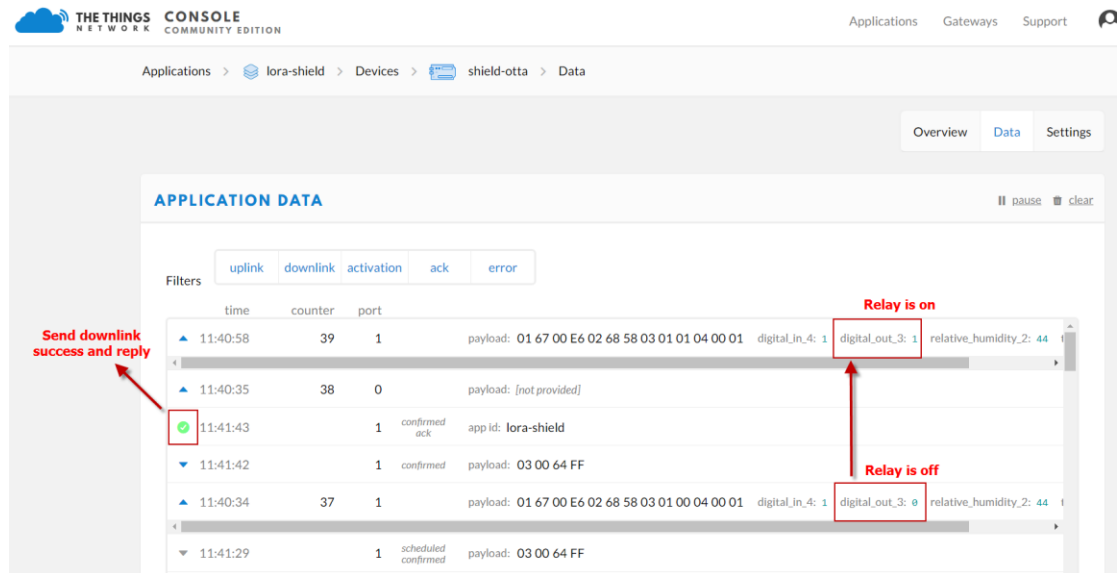 THE THINGS NETWORK CONSOLE COMMUNITY EDITION
Applications Gateways Support
Applications > lora-shield > Devices > shield-otta > Data
Overview Data Settings
APPLICATION DATA
pause clear
Filters uplink downlink activation ack error
time counter port
Relay is on
Send downlink success and reply
11:40:58 39 1 payload: 01 67 00 E6 02 68 58 03 01 01 04 00 01 digital_in_4: 1 digital_out_3: 1 relative_humidity_2: 44
11:40:35 38 0 payload: [not provided]
11:41:43 1 confirmed ack app id: lora-shield
11:41:42 1 confirmed payload: 03 00 64 FF
Relay is off
11:40:34 37 1 payload: 01 67 00 E6 02 68 58 03 01 00 04 00 01 digital_in_4: 1 digital_out_3: 0 relative_humidity_2: 44
11:41:29 1 scheduled confirmed payload: 03 00 64 FF